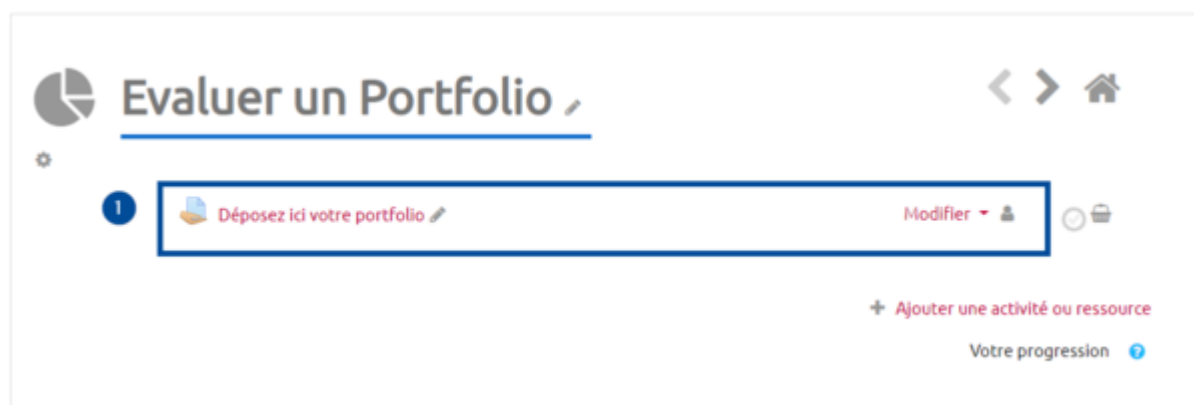 Evaluer un Portfolio
1
Déposez ici votre portfolio
Modifier
+ Ajouter une activité ou ressource
Votre progression ?